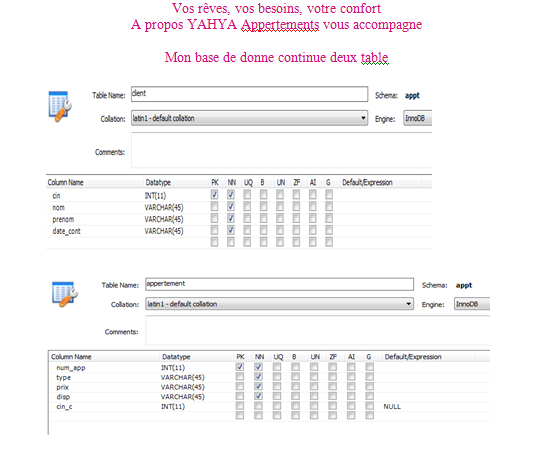 Vos rêves, vos besoins, votre confort
A propos YAHYA Appertements vous accompagne
Mon base de donne continue deux table
Table Name: client Schema: appt
Collation: latin1 - default collation Engine: InnoDB
Comments:
Column Name Datatype PK NN UQ B UN ZF AI G Default/Expression
cin INT(11)
nom VARCHAR(45)
prenom VARCHAR(45)
date_cont VARCHAR(45)
Table Name: appertement Schema: appt
Collation: latin1 - default collation Engine: InnoDB
Comments:
Column Name Datatype PK NN UQ B UN ZF AI G Default/Expression
num_app INT(11)
type VARCHAR(45)
prix VARCHAR(45)
disp VARCHAR(45)
cin_c INT(11) NULL